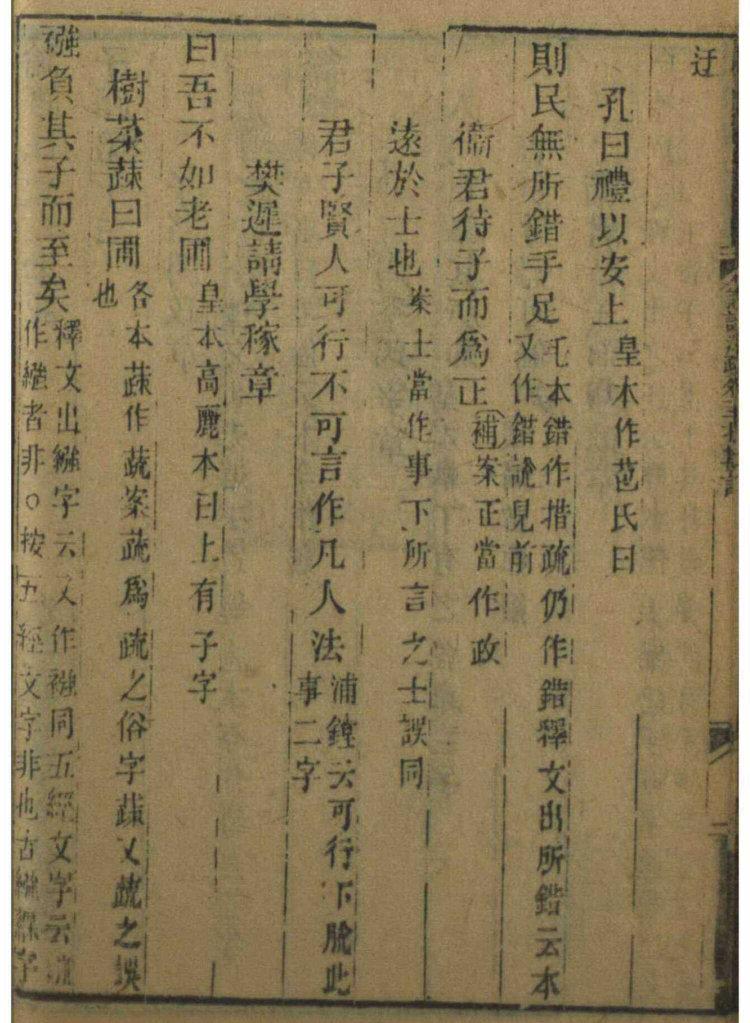 迂
孔曰禮以安上皇本作苞氏曰
則民無所錯手足毛本錯作措疏仍作錯釋文出所錯云本又作錯說見前
衞君待子而爲正補案正當作政
遠於士也案士當作事下所言之士誤同
君子賢人可行不可言作凡人法浦鏜云可行下脫此事二字
樊遲請學稼章
曰吾不如老圃皇本高麗本曰上有子字
樹菜蔬曰圃各本蔬作蔬案蔬爲疏之俗字蔬又疏之誤也
襁負其子而至矣釋文出繈字云又作襁同五經文字云作繈者非○按五經文字非也古繈緥字